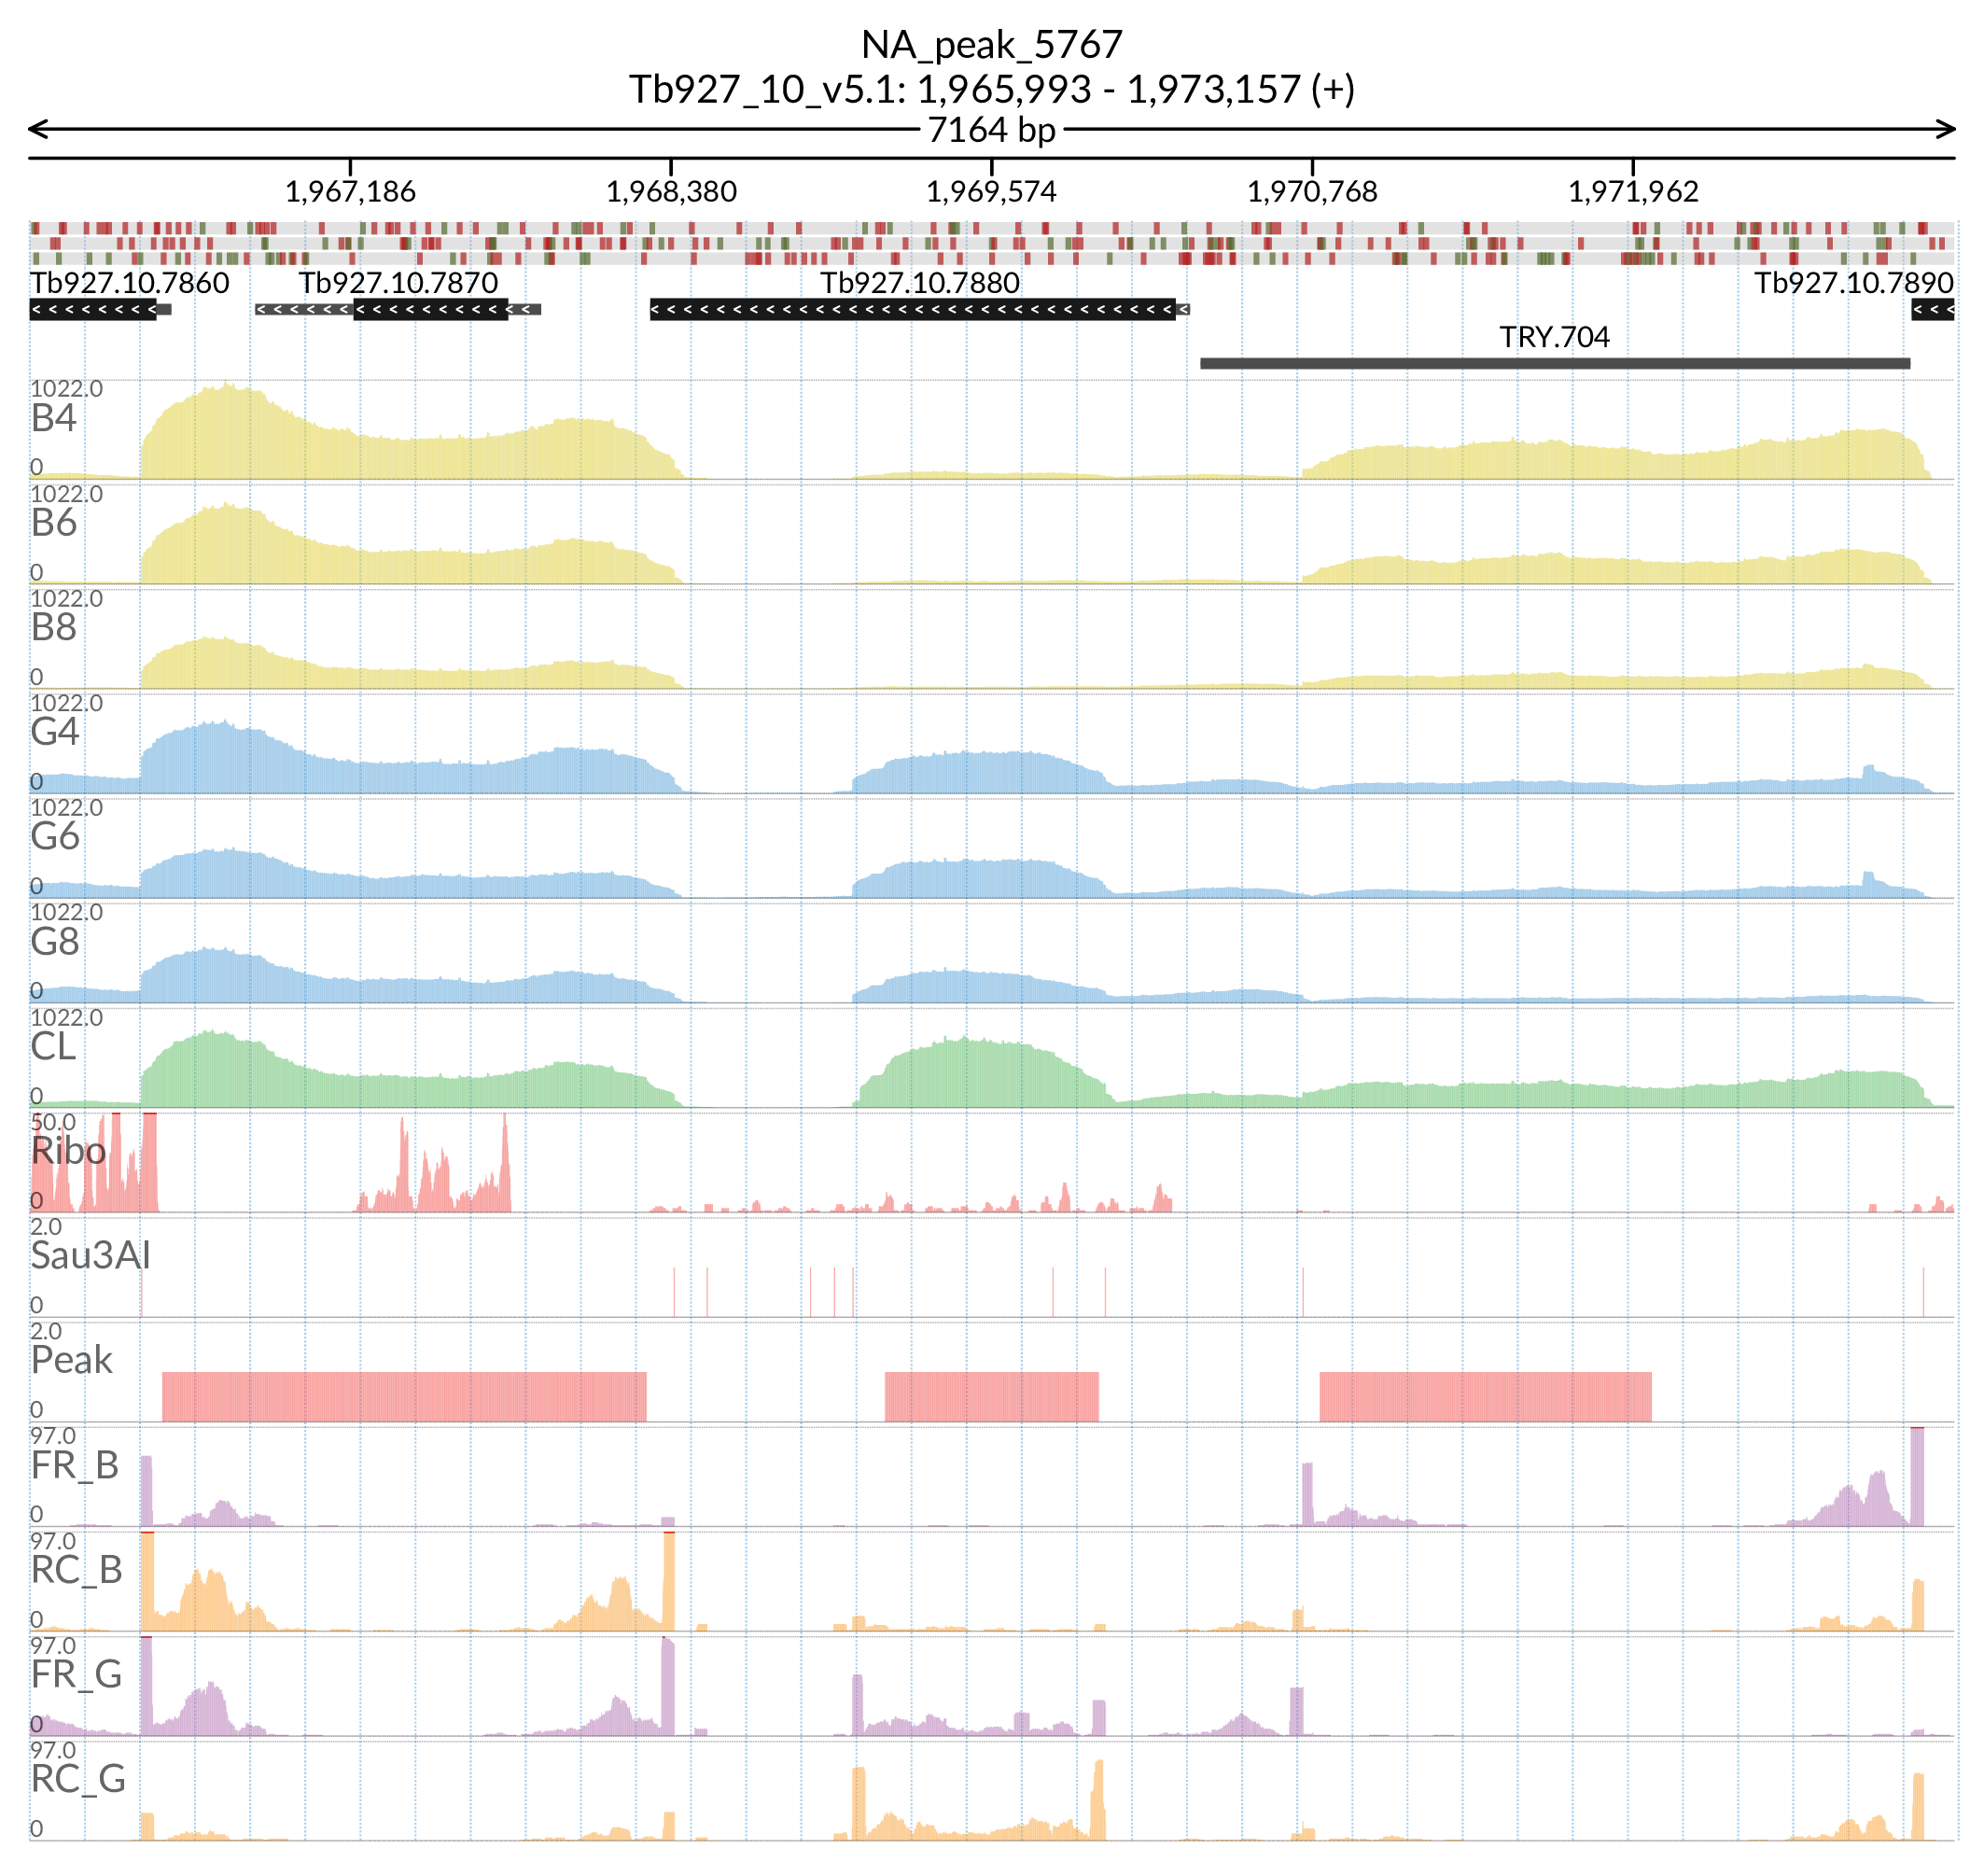 NA_peak_5767
Tb927_10_v5.1: 1,965,993 - 1,973,157 (+)
7164 bp
1,967,186 1,968,380 1,969,574 1,970,768 1,971,962
Tb927.10.7860 Tb927.10.7870 Tb927.10.7880 Tb927.10.7890
TRY.704
1022.0
B4
0
1022.0
B6
0
1022.0
B8
0
1022.0
G4
0
1022.0
G6
0
1022.0
G8
0
1022.0
CL
0
50.0
Ribo
0
2.0
Sau3AI
0
2.0
Peak
0
97.0
FR_B
0
97.0
RC_B
0
97.0
FR_G
0
97.0
RC_G
0